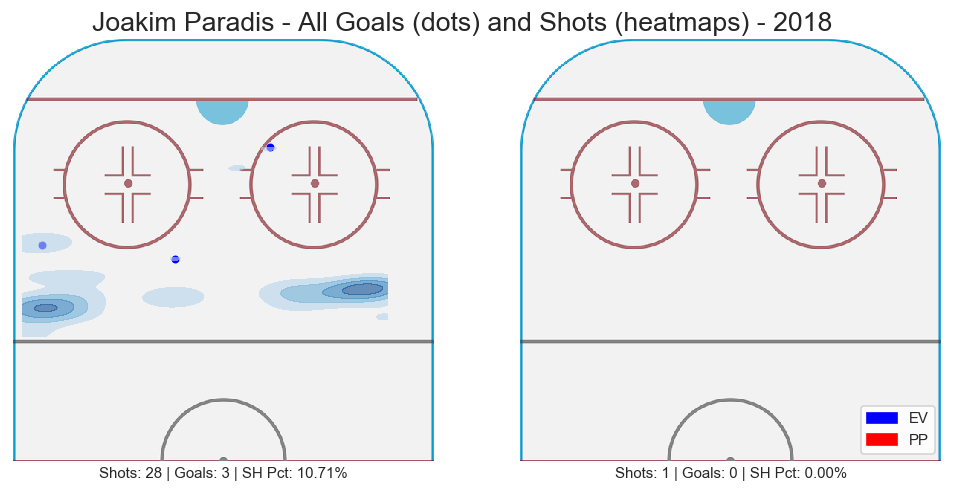 Joakim Paradis - All Goals (dots) and Shots (heatmaps) - 2018
EV
PP
Shots: 28 | Goals: 3 | SH Pct: 10.71%
Shots: 1 | Goals: 0 | SH Pct: 0.00%